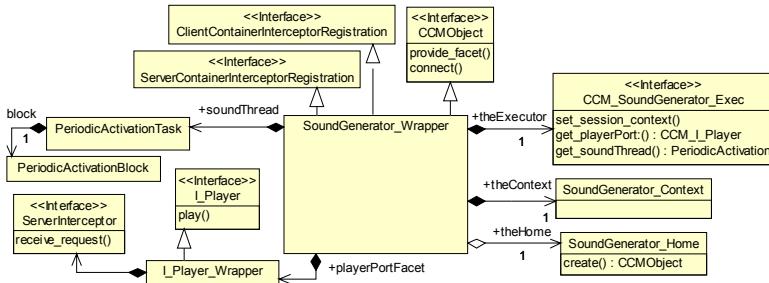 <<Interface>>
ClientContainerInterceptorRegistration
<<Interface>>
CCMObject
provide_facet()
connect()
<<Interface>>
ServerContainerInterceptorRegistration
<<Interface>>
CCM_SoundGenerator_Exec
set_session_context()
get_playerPort:() : CCM_I_Player
get_soundThread() : PeriodicActivation
block
1
PeriodicActivationTask
+soundThread
SoundGenerator_Wrapper
+theExecutor
1
PeriodicActivationBlock
<<Interface>>
I_Player
play()
+theContext
1
SoundGenerator_Context
<<Interface>>
ServerInterceptor
receive_request()
+theHome
1
SoundGenerator_Home
create() : CCMObject
I_Player_Wrapper
+playerPortFacet